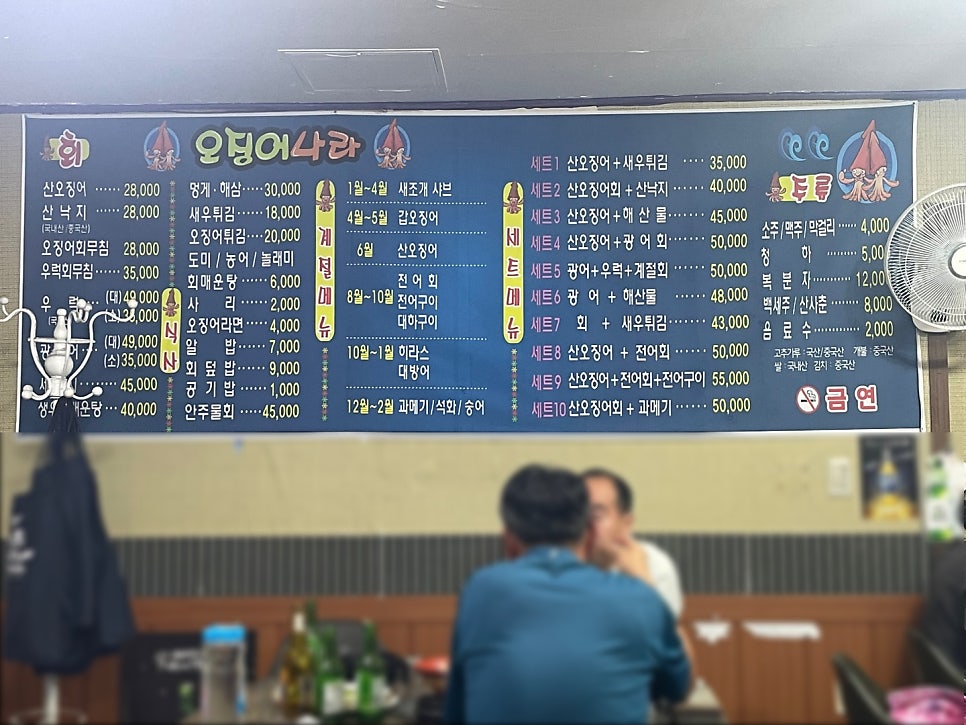 오징어나라
회
산오징어 ······ 28,000
산 낙 지 ······ 28,000
(국내산/중국산)
오징어회무침 28,000
우럭회무침 ····· 35,000
우
(대)
(대)49,000
(소)35,000
45,000
40,000
식사
멍게·해삼 ····· 30,000
새우튀김 ······ 18,000
오징어튀김 ··· 20,000
도미 / 농어 / 놀래미
회매운탕 ······ 6,000
사 리 ······ 2,000
오징어라면 ···· 4,000
알 밥 ······ 7,000
회 덮 밥 ······ 9,000
공 기 밥 ······ 1,000
안주물회 ····· 45,000
계절메뉴
1월~4월 새조개 샤브
4월~5월 갑오징어
6월 산오징어
8월~10월 전 어 회
전어구이
대하구이
10월~1월 히라스
대방어
12월~2월 과메기/석화/숭어
세트메뉴
세트1 산오징어+새우튀김 ···· 35,000
세트2 산오징어회+산낙지 ···· 40,000
세트3 산오징어+해 산 물 ···· 45,000
세트4 산오징어+광 어 회 ···· 50,000
세트5 광어+우럭+계절회 ···· 50,000
세트6 광 어 + 해산물 ···· 48,000
세트7 회 + 새우튀김 ···· 43,000
세트8 산오징어 + 전어회 ···· 50,000
세트9 산오징어+전어회+전어구이 55,000
세트10 산오징어회 + 과메기 ······ 50,000
주류
소주/맥주/막걸리 ······ 4,000
청 하 ······
복 분 자 ········
백세주 / 산사춘 ······ 8,000
음 료 수 ············ 2,000
고추가루 : 국산/중국산 개불 : 중국산
쌀 : 국내산 김치 : 중국산
금 연